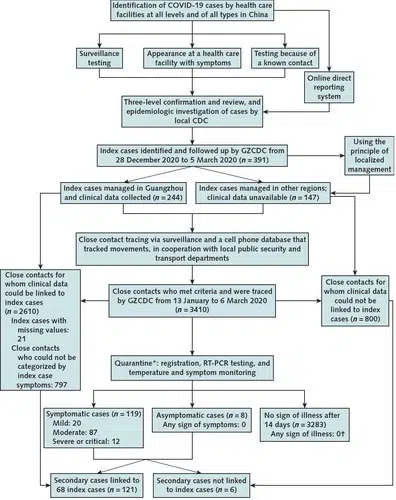 Identification of COVID-19 cases by health care
facilities at all levels and of all types in China
Surveillance
testing
Appearance at a health care
facility with symptoms
Testing because of
a known contact
Online direct
reporting
system
Three-level confirmation and review, and
epidemiologic investigation of cases by
local CDC
Index cases identified and followed up by GZCDC from
28 December 2020 to 5 March 2020 (n = 391)
Using the
principle of
localized
management
Index cases managed in Guangzhou
and clinical data collected (n = 244)
Index cases managed in other regions;
clinical data unavailable (n = 147)
Close contact tracing via surveillance and a cell phone database that
tracked movements, in cooperation with local public security and
transport departments
Close contacts for
whom clinical data
could be linked to
index cases
(n = 2610)
Index cases with
missing values:
21
Close contacts
who could not be
categorized by
index case
symptoms: 797
Close contacts who met criteria and were traced
by GZCDC from 13 January to 6 March 2020
(n = 3410)
Close contacts for
whom clinical data
could not be
linked to index
cases (n = 800)
Quarantine*: registration, RT-PCR testing, and
temperature and symptom monitoring
Symptomatic cases (n = 119)
Mild: 20
Moderate: 87
Severe or critical: 12
Asymptomatic cases (n = 8)
Any sign of symptoms: 0
No sign of illness after
14 days (n = 3283)
Any sign of illness: 0†
Secondary cases linked to
68 index cases (n = 121)
Secondary cases not linked
to index cases (n = 6)